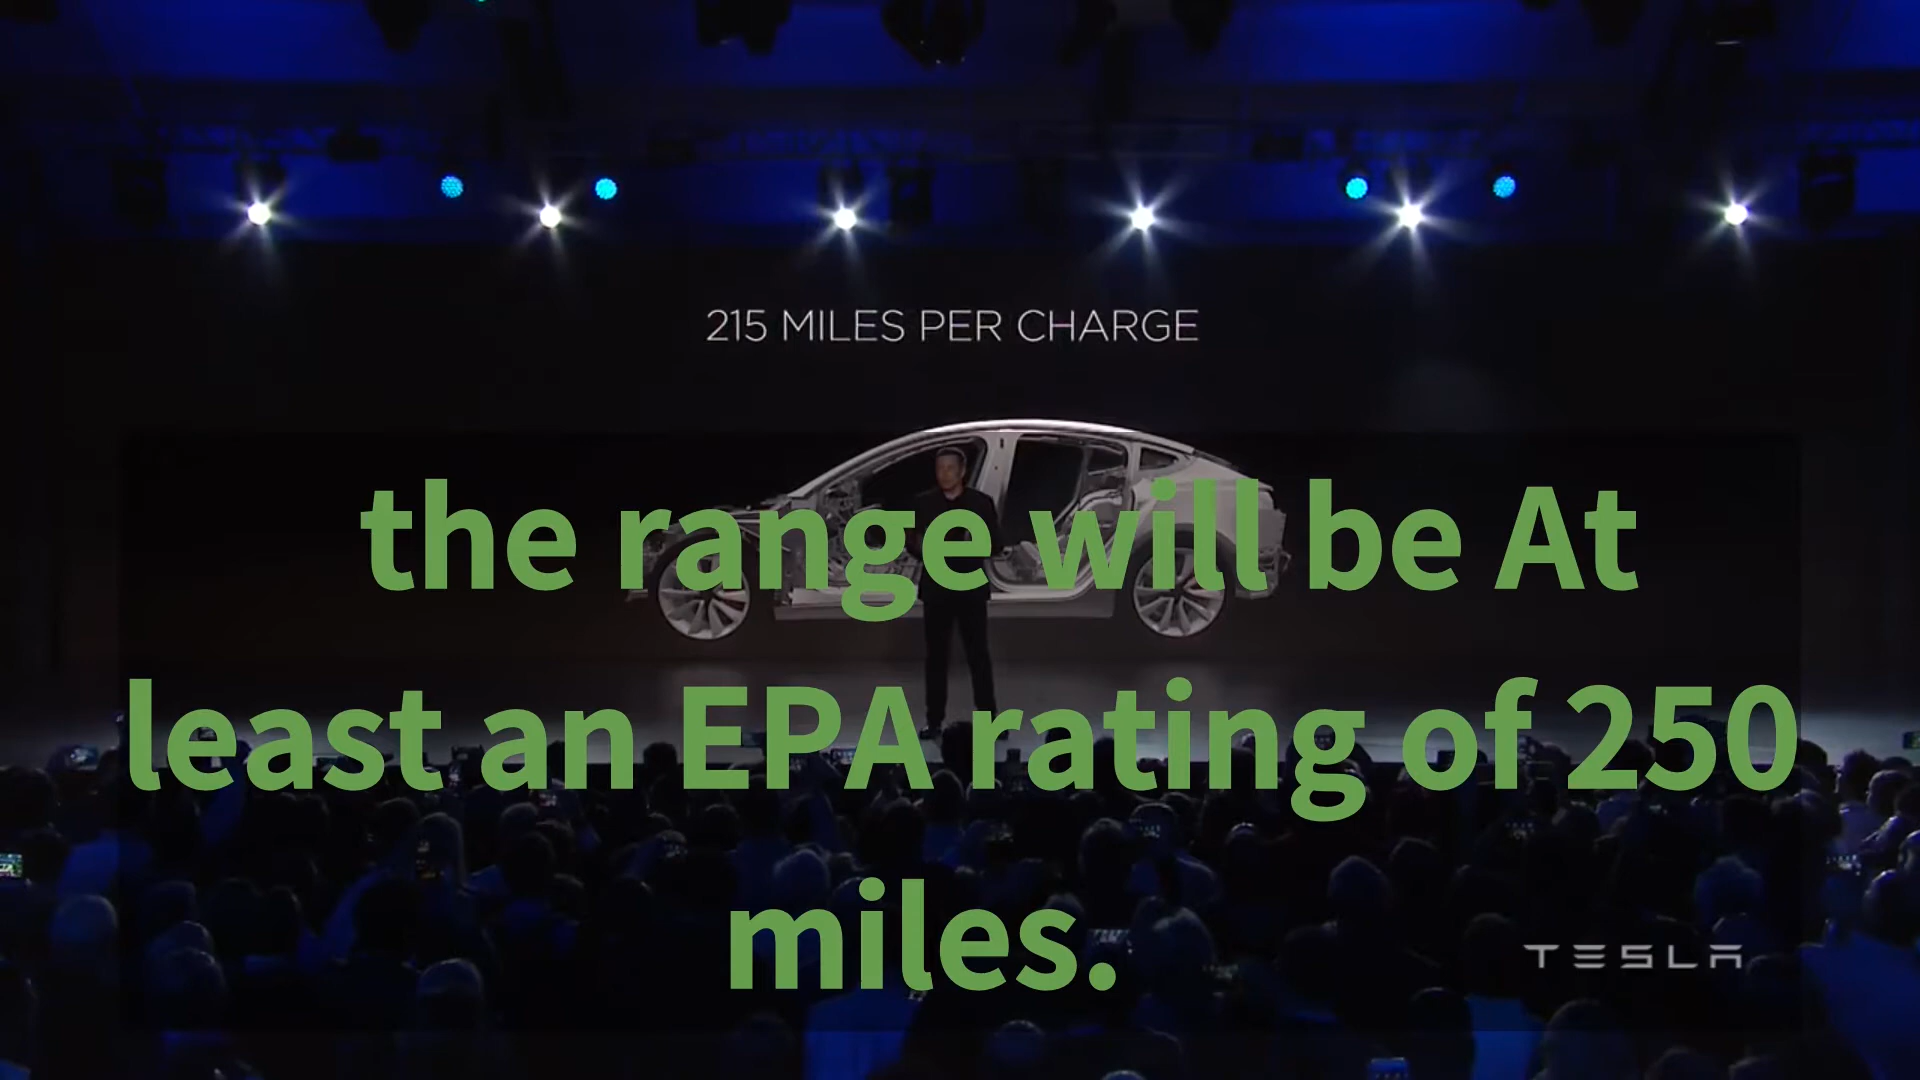 215 MILES PER CHARGE
the range will be At
least an EPA rating of 250
miles.
TESLA